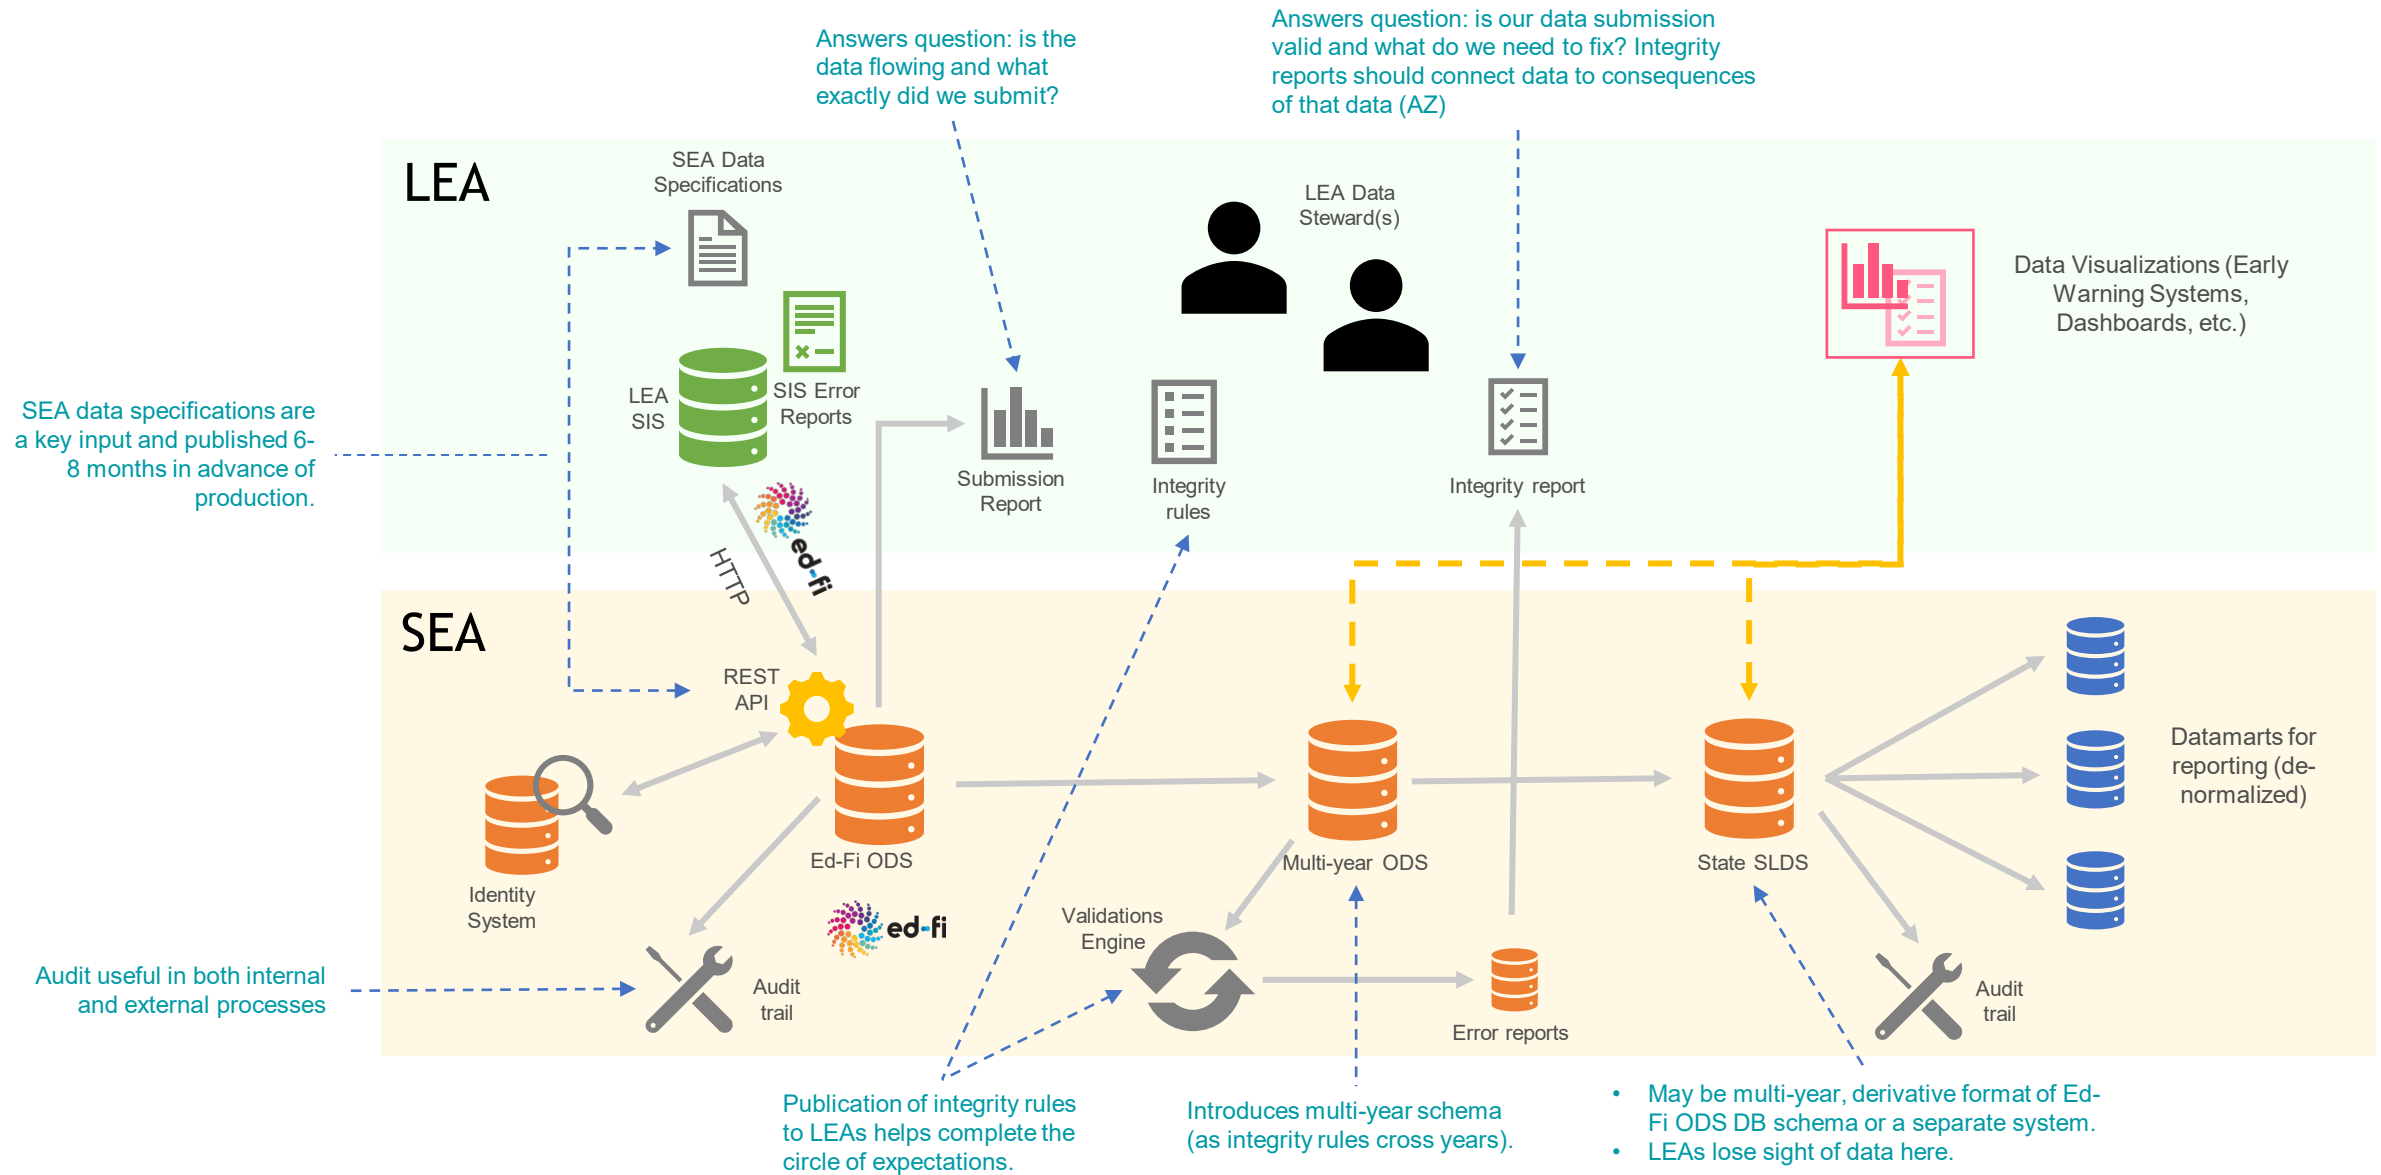 Answers question: is the
data flowing and what
exactly did we submit?
Answers question: is our data submission
valid and what do we need to fix? Integrity
reports should connect data to consequences
of that data (AZ)
LEA
SEA Data
Specifications
LEA Data
Steward(s)
Data Visualizations (Early
Warning Systems,
Dashboards, etc.)
LEA
SIS
SIS Error
Reports
SEA data specifications are
a key input and published 6-
8 months in advance of
production.
Submission
Report
Integrity
rules
Integrity report
HTTP
ed-fi
SEA
REST
API
Identity
System
Ed-Fi ODS
ed-fi
Multi-year ODS
State SLDS
Datamarts for
reporting (de-
normalized)
Validations
Engine
Audit useful in both internal
and external processes
Audit
trail
Error reports
Audit
trail
Publication of integrity rules
to LEAs helps complete the
circle of expectations.
Introduces multi-year schema
(as integrity rules cross years).
• May be multi-year, derivative format of Ed-
Fi ODS DB schema or a separate system.
• LEAs lose sight of data here.